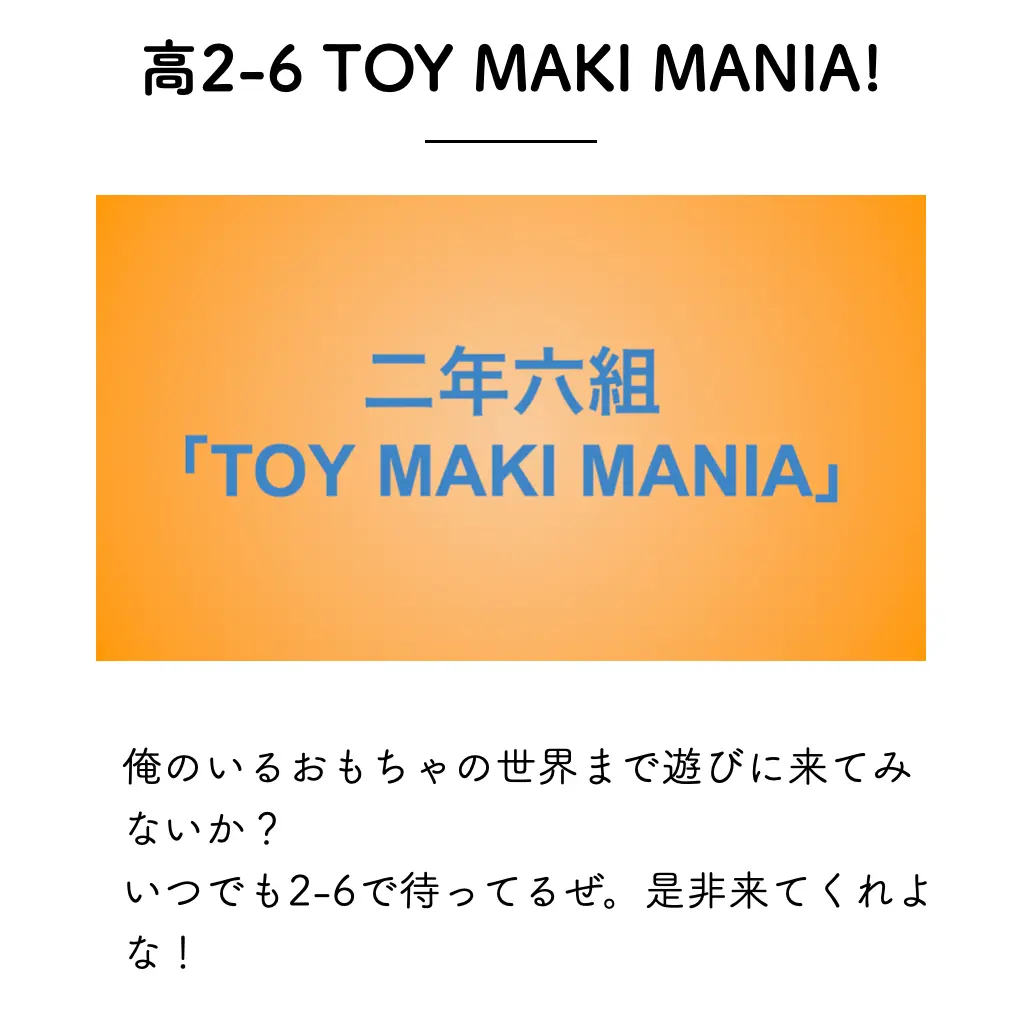 高2-6 TOY MAKI MANIA!
二年六組
「TOY MAKI MANIA」
俺のいるおもちゃの世界まで遊びに来てみ
ないか？
いつでも2-6で待ってるぜ。是非来てくれよ
な！